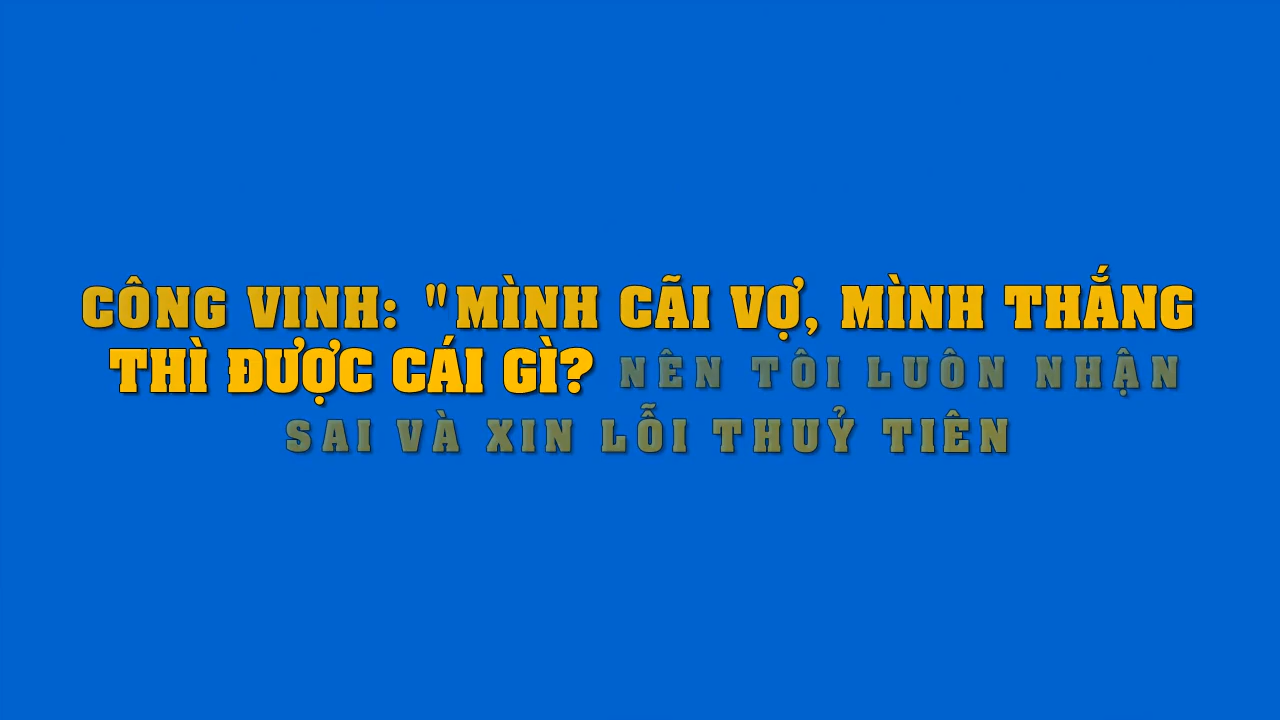 CÔNG VINH: "MÌNH CÃI VỢ, MÌNH THẮNG
THÌ ĐƯỢC CÁI GÌ? NÊN TÔI LUÔN NHẬN
SAI VÀ XIN LỖI THUỶ TIÊN